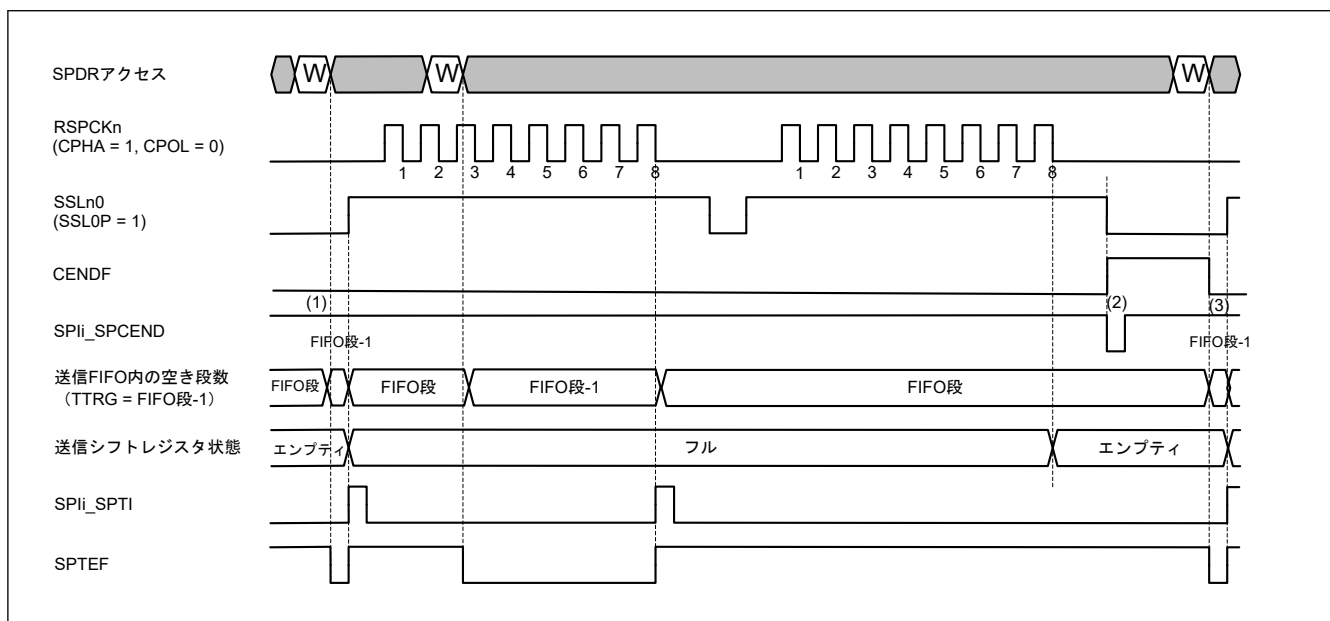 SPDRアクセス
W W W
RSPCKn
(CPHA = 1, CPOL = 0)
1 2 3 4 5 6 7 8 1 2 3 4 5 6 7 8
SSLn0
(SSL0P = 1)
CENDF
(1) (2) (3)
SPIi_SPCEND
FIFO段-1 FIFO段-1
送信FIFO内の空き段数
（TTRG = FIFO段-1）
FIFO段 FIFO段 FIFO段-1 FIFO段
送信シフトレジスタ状態
エンプティ フル エンプティ
SPIi_SPTI
SPTEF